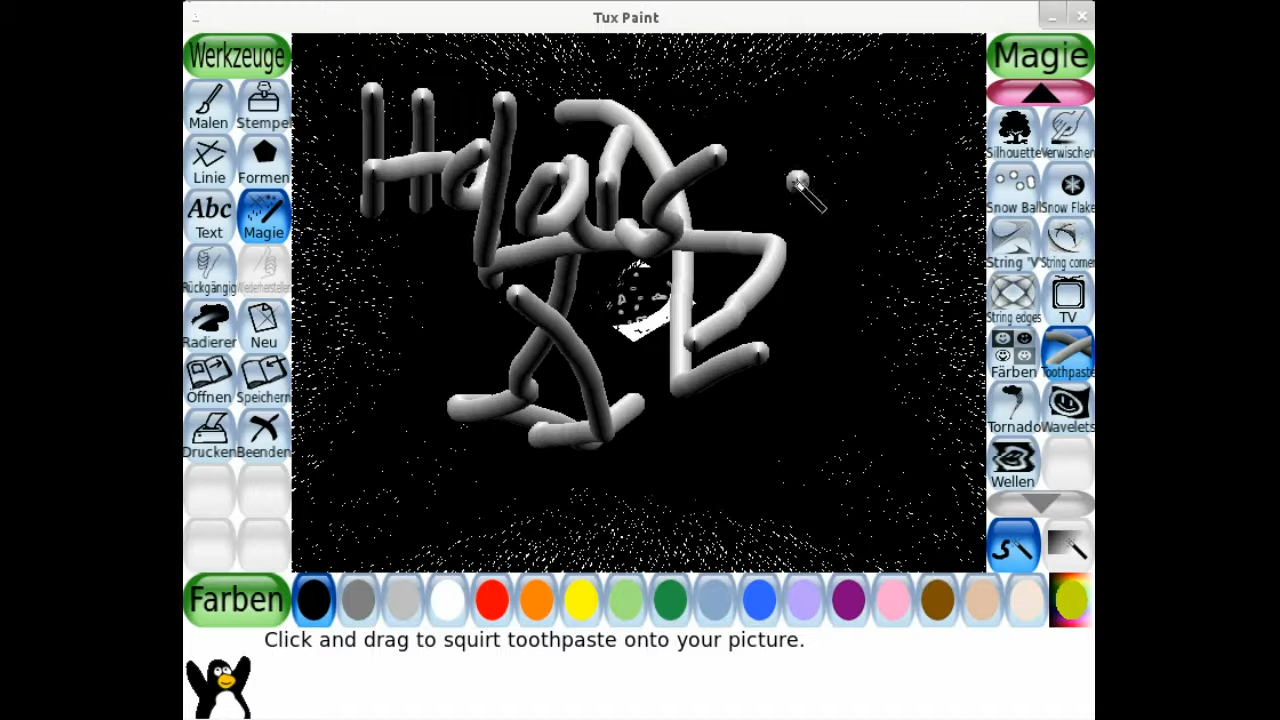 Tux Paint
Werkzeuge
Magie
Malen Stempel
Linie Formen
Text Magie
Abc
Rückgängig Wiederherstellen
Radierer Neu
Öffnen Speichern
Drucken Beenden
Silhouette Verwischen
Snow Ball Snow Flake
String "V" String corner
String edges TV
Färben Toothpaste
Tornado Wavelets
Wellen
Farben
Click and drag to squirt toothpaste onto your picture.